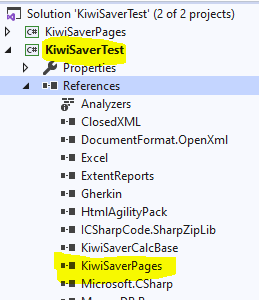 Solution 'KiwiSaverTest' (2 of 2 projects)
C# KiwiSaverPages
C# KiwiSaverTest
Properties
References
Analyzers
ClosedXML
DocumentFormat.OpenXml
Excel
ExtentReports
Gherkin
HtmlAgilityPack
ICSharpCode.SharpZipLib
KiwiSaverCalcBase
KiwiSaverPages
Microsoft.CSharp